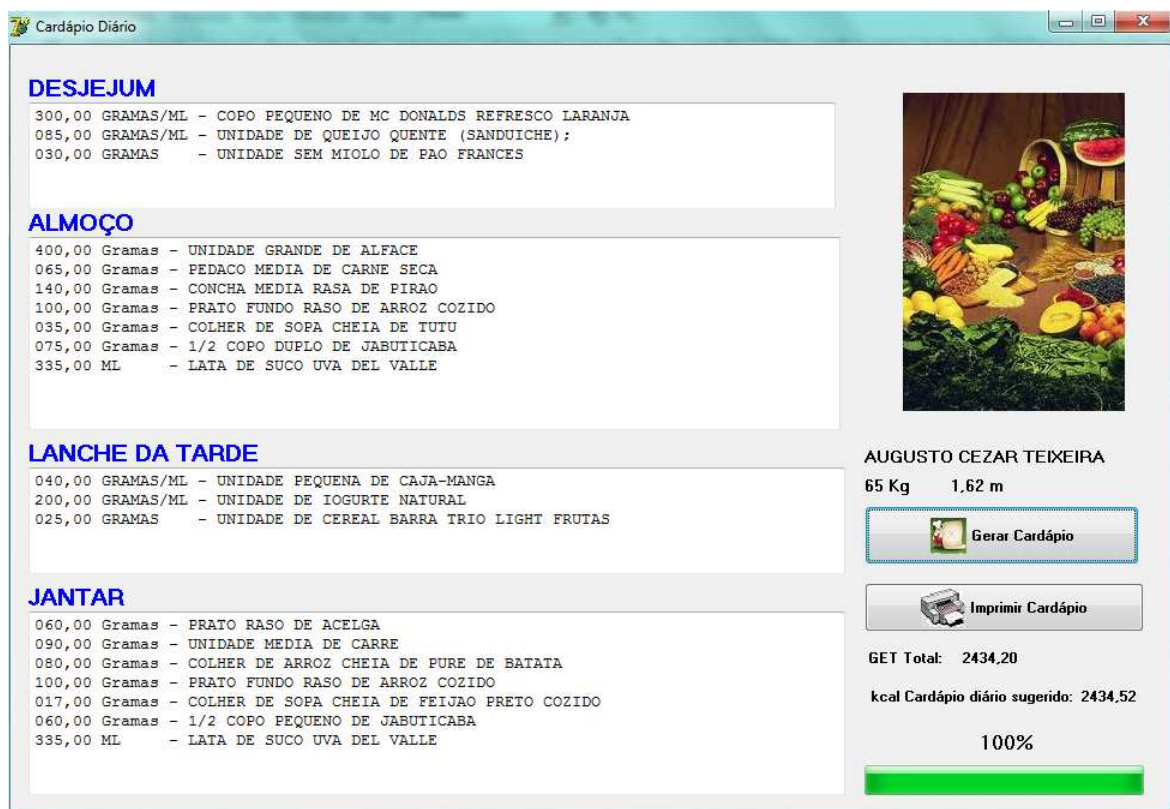 Cardápio Diário
DESJEJUM
300,00 GRAMAS/ML - COPO PEQUENO DE MC DONALDS REFRESCO LARANJA
085,00 GRAMAS/ML - UNIDADE DE QUEIJO QUENTE (SANDUICHE);
030,00 GRAMAS    - UNIDADE SEM MIOLO DE PAO FRANCES
ALMOÇO
400,00 Gramas - UNIDADE GRANDE DE ALFACE
065,00 Gramas - PEDACO MEDIA DE CARNE SECA
140,00 Gramas - CONCHA MEDIA RASA DE PIRAO
100,00 Gramas - PRATO FUNDO RASO DE ARROZ COZIDO
035,00 Gramas - COLHER DE SOPA CHEIA DE TUTU
075,00 Gramas - 1/2 COPO DUPLO DE JABUTICABA
335,00 ML     - LATA DE SUCO UVA DEL VALLE
LANCHE DA TARDE
040,00 GRAMAS/ML - UNIDADE PEQUENA DE CAJA-MANGA
200,00 GRAMAS/ML - UNIDADE DE IOGURTE NATURAL
025,00 GRAMAS    - UNIDADE DE CEREAL BARRA TRIO LIGHT FRUTAS
JANTAR
060,00 Gramas - PRATO RASO DE ACELGA
090,00 Gramas - UNIDADE MEDIA DE CARRE
080,00 Gramas - COLHER DE ARROZ CHEIA DE PURE DE BATATA
100,00 Gramas - PRATO FUNDO RASO DE ARROZ COZIDO
017,00 Gramas - COLHER DE SOPA CHEIA DE FEIJAO PRETO COZIDO
060,00 Gramas - 1/2 COPO PEQUENO DE JABUTICABA
335,00 ML     - LATA DE SUCO UVA DEL VALLE
AUGUSTO CEZAR TEIXEIRA
65 Kg 1,62 m
Gerar Cardápio
Imprimir Cardápio
GET Total: 2434,20
kcal Cardápio diário sugerido: 2434,52
100%